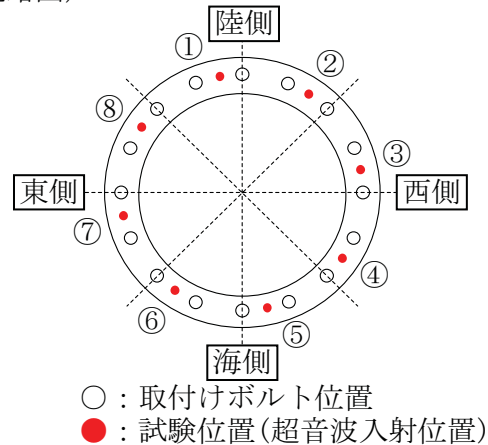 陸側
①
②
⑧
③
東側
西側
⑦
④
⑥
⑤
海側
○：取付けボルト位置
●：試験位置(超音波入射位置)